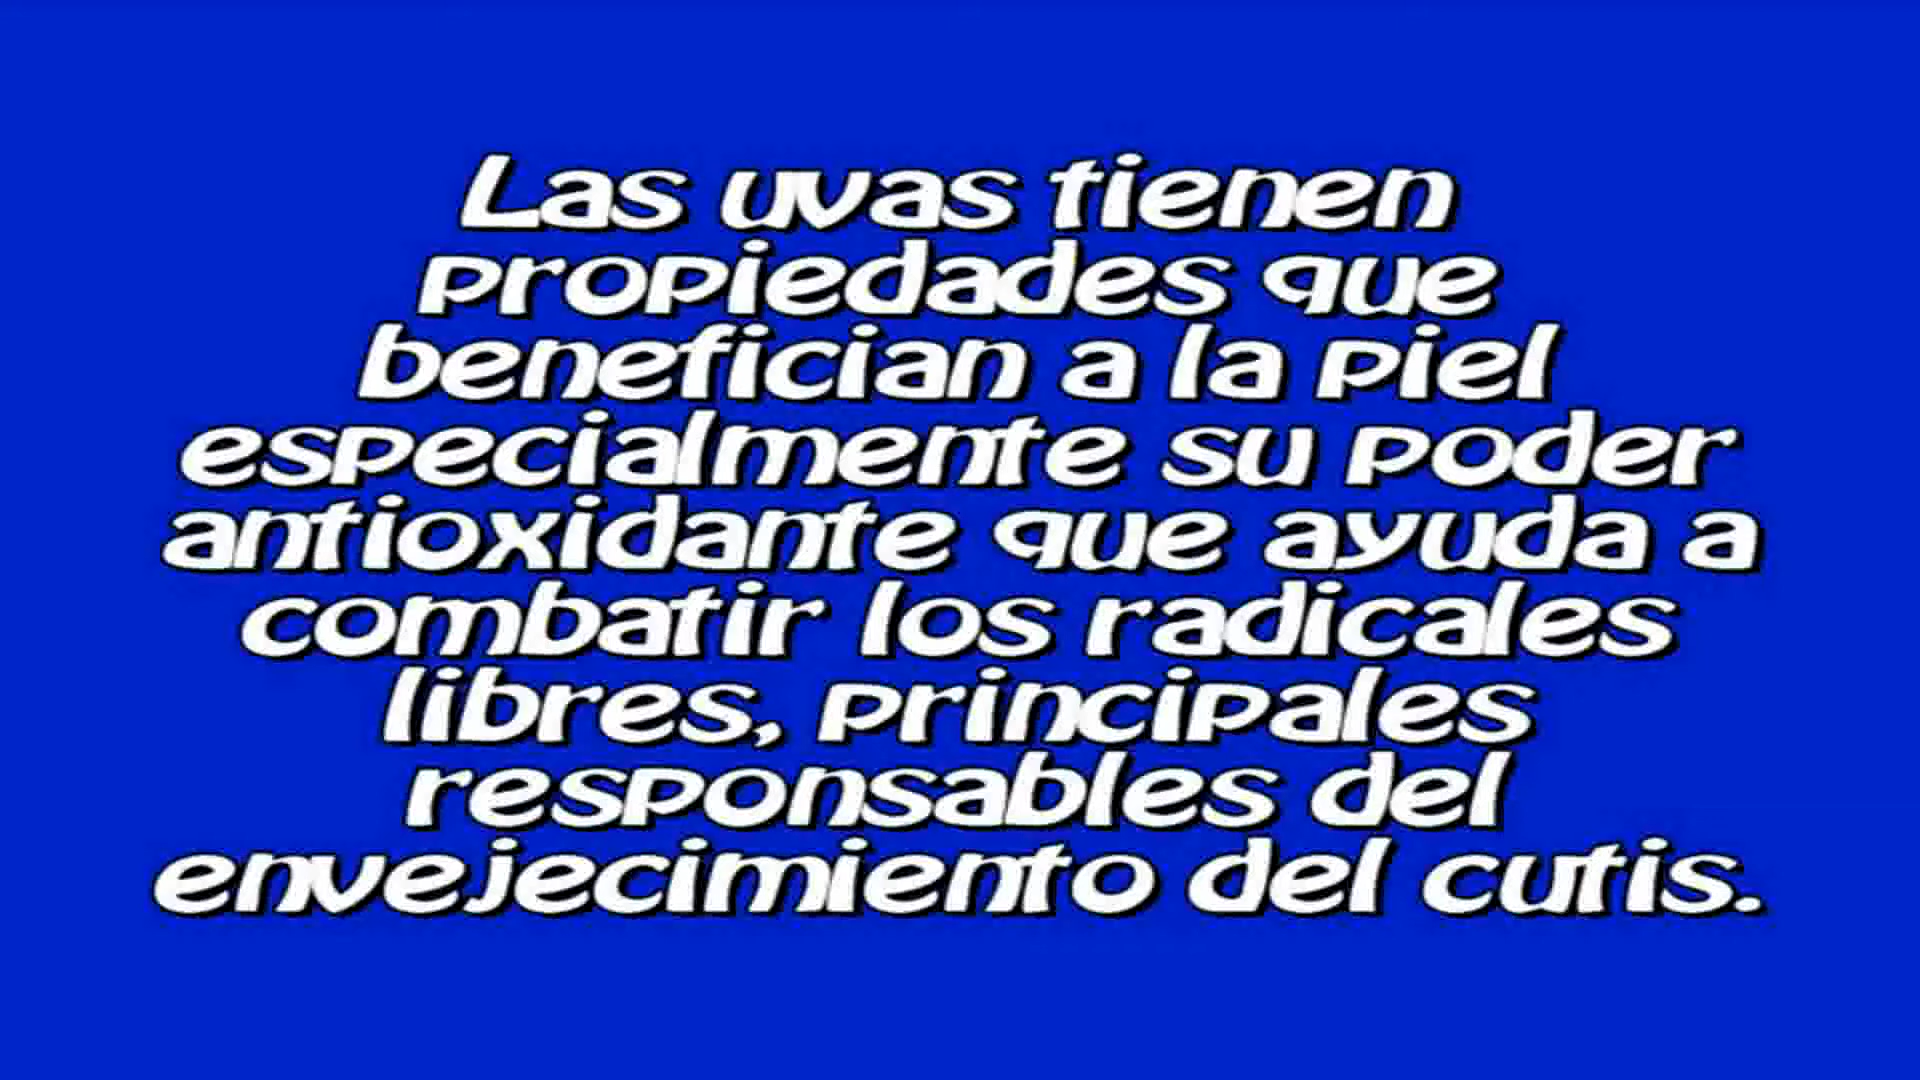 Las uvas tienen
propiedades que
benefician a la piel
especialmente su poder
antioxidante que ayuda a
combatir los radicales
libres, principales
responsables del
envejecimiento del cutis.